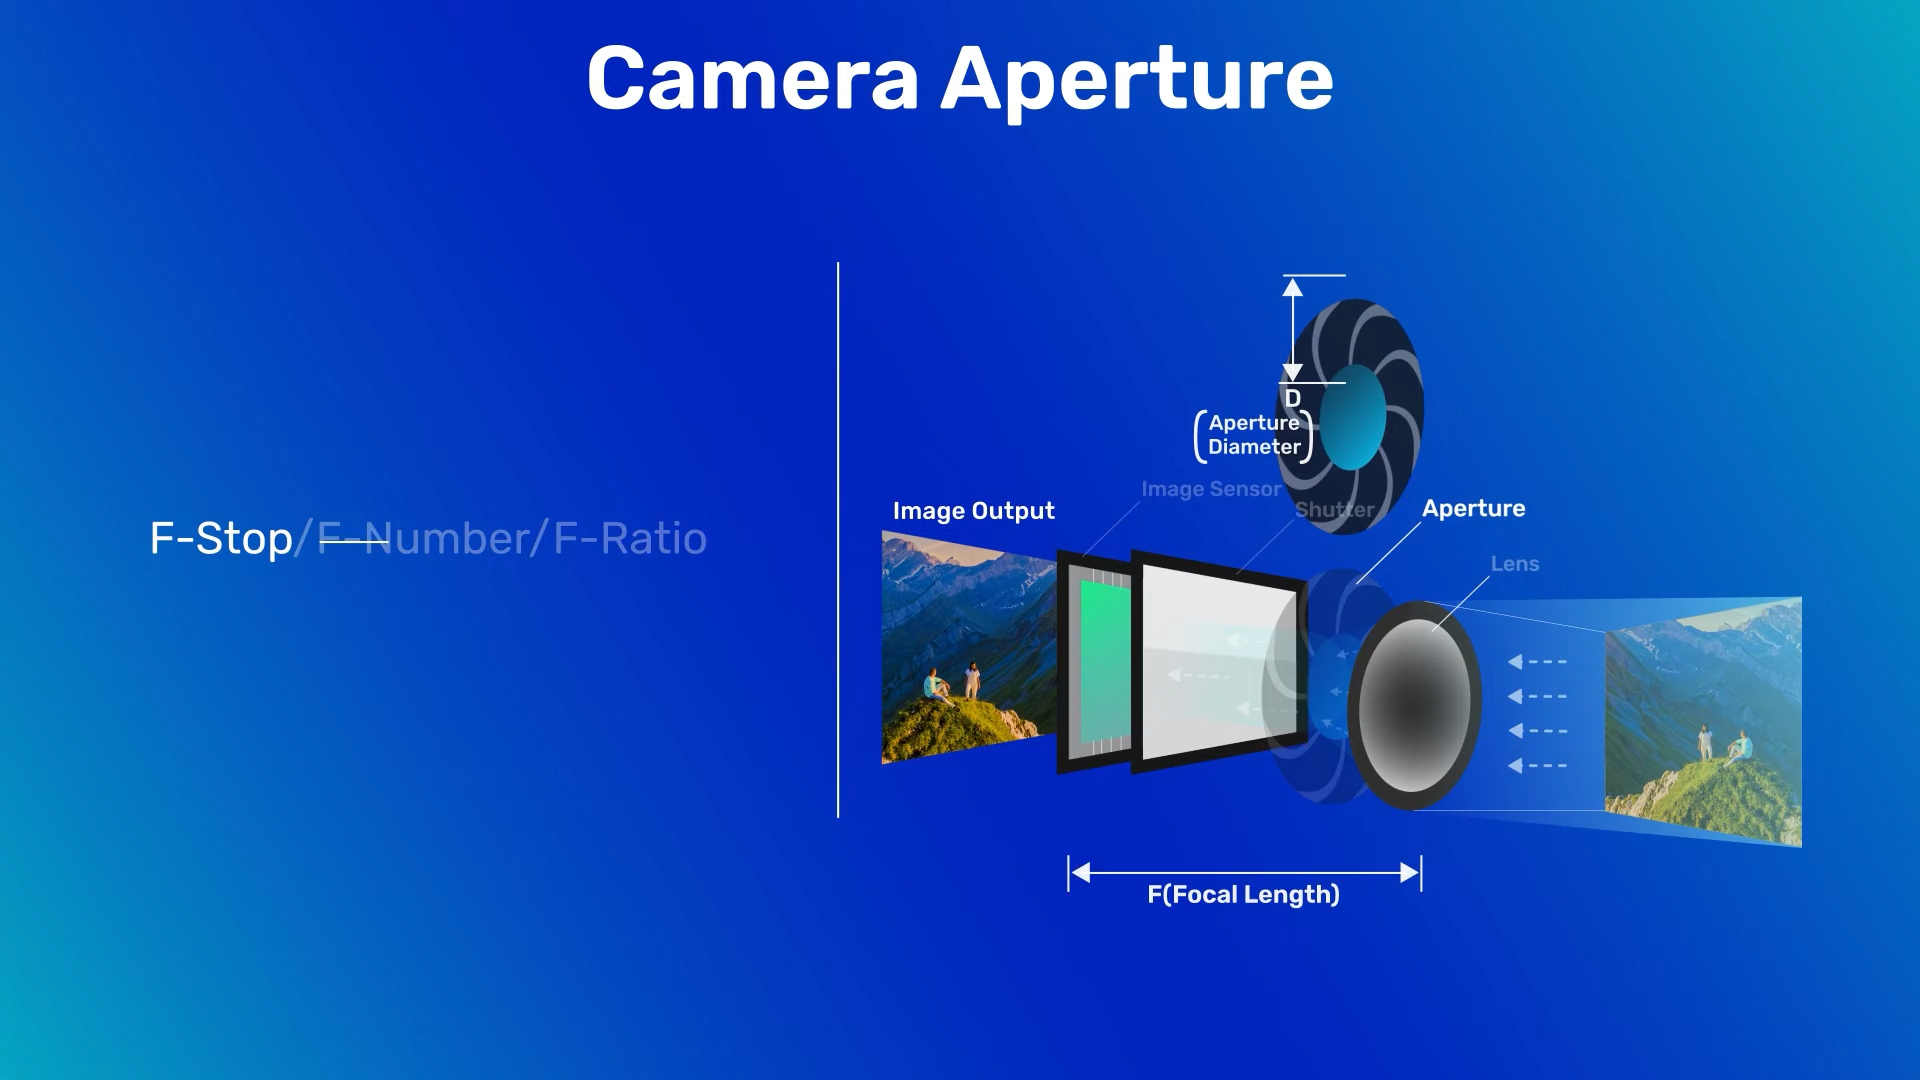 Camera Aperture
F-Stop/F-Number/F-Ratio
D
Aperture
Diameter
Image Sensor
Image Output
Shutter
Aperture
Lens
F(Focal Length)